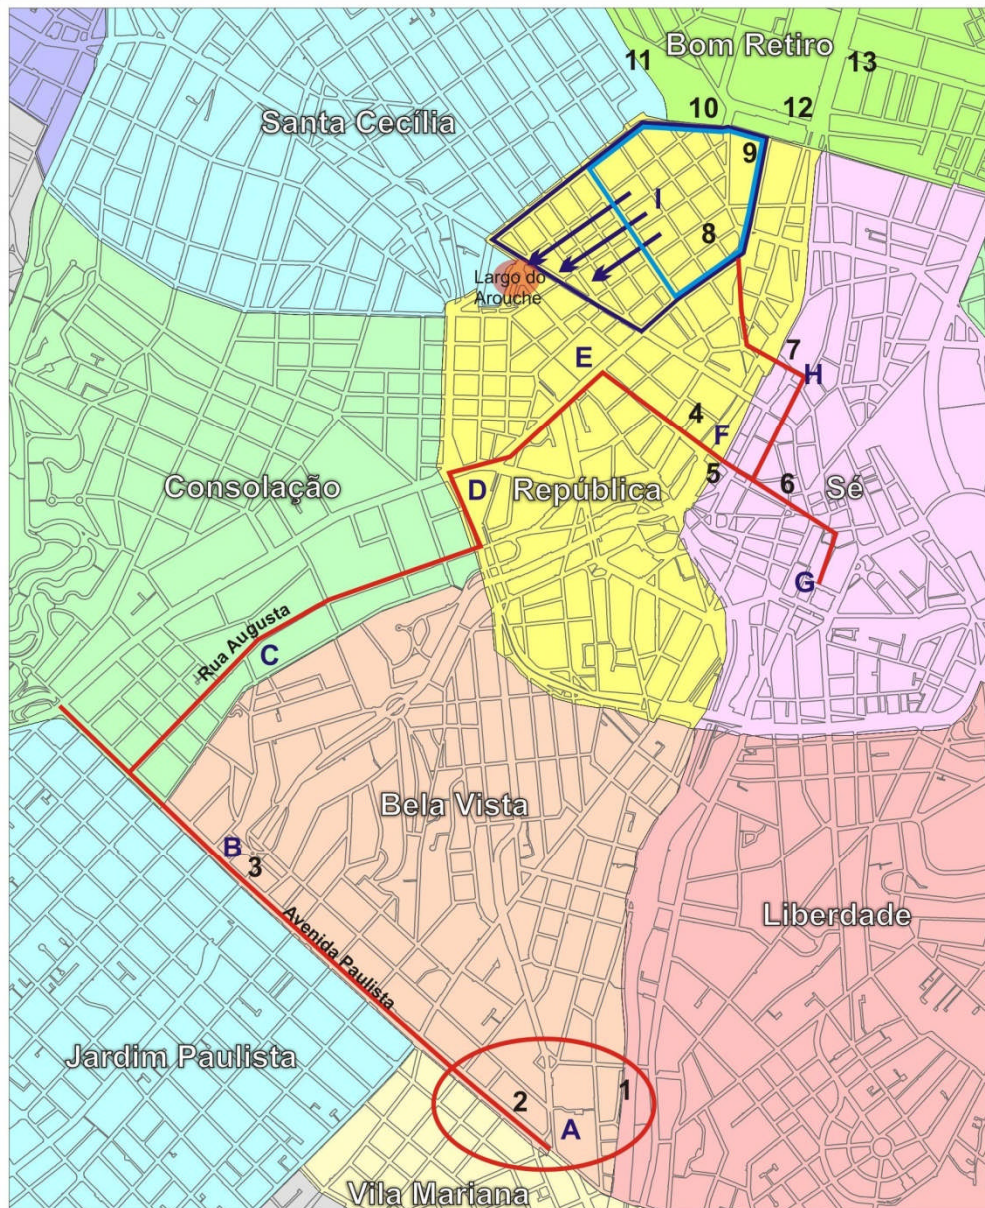 Bom Retiro
11
13
10
12
Santa Cecília
9
I
8
Largo do
Arouche
7
E
H
4
F
5
Consolação
D
República
6
Sé
G
Rua Augusta
C
Bela Vista
B
3
Avenida Paulista
Liberdade
Jardim Paulista
1
2
A
Vila Mariana